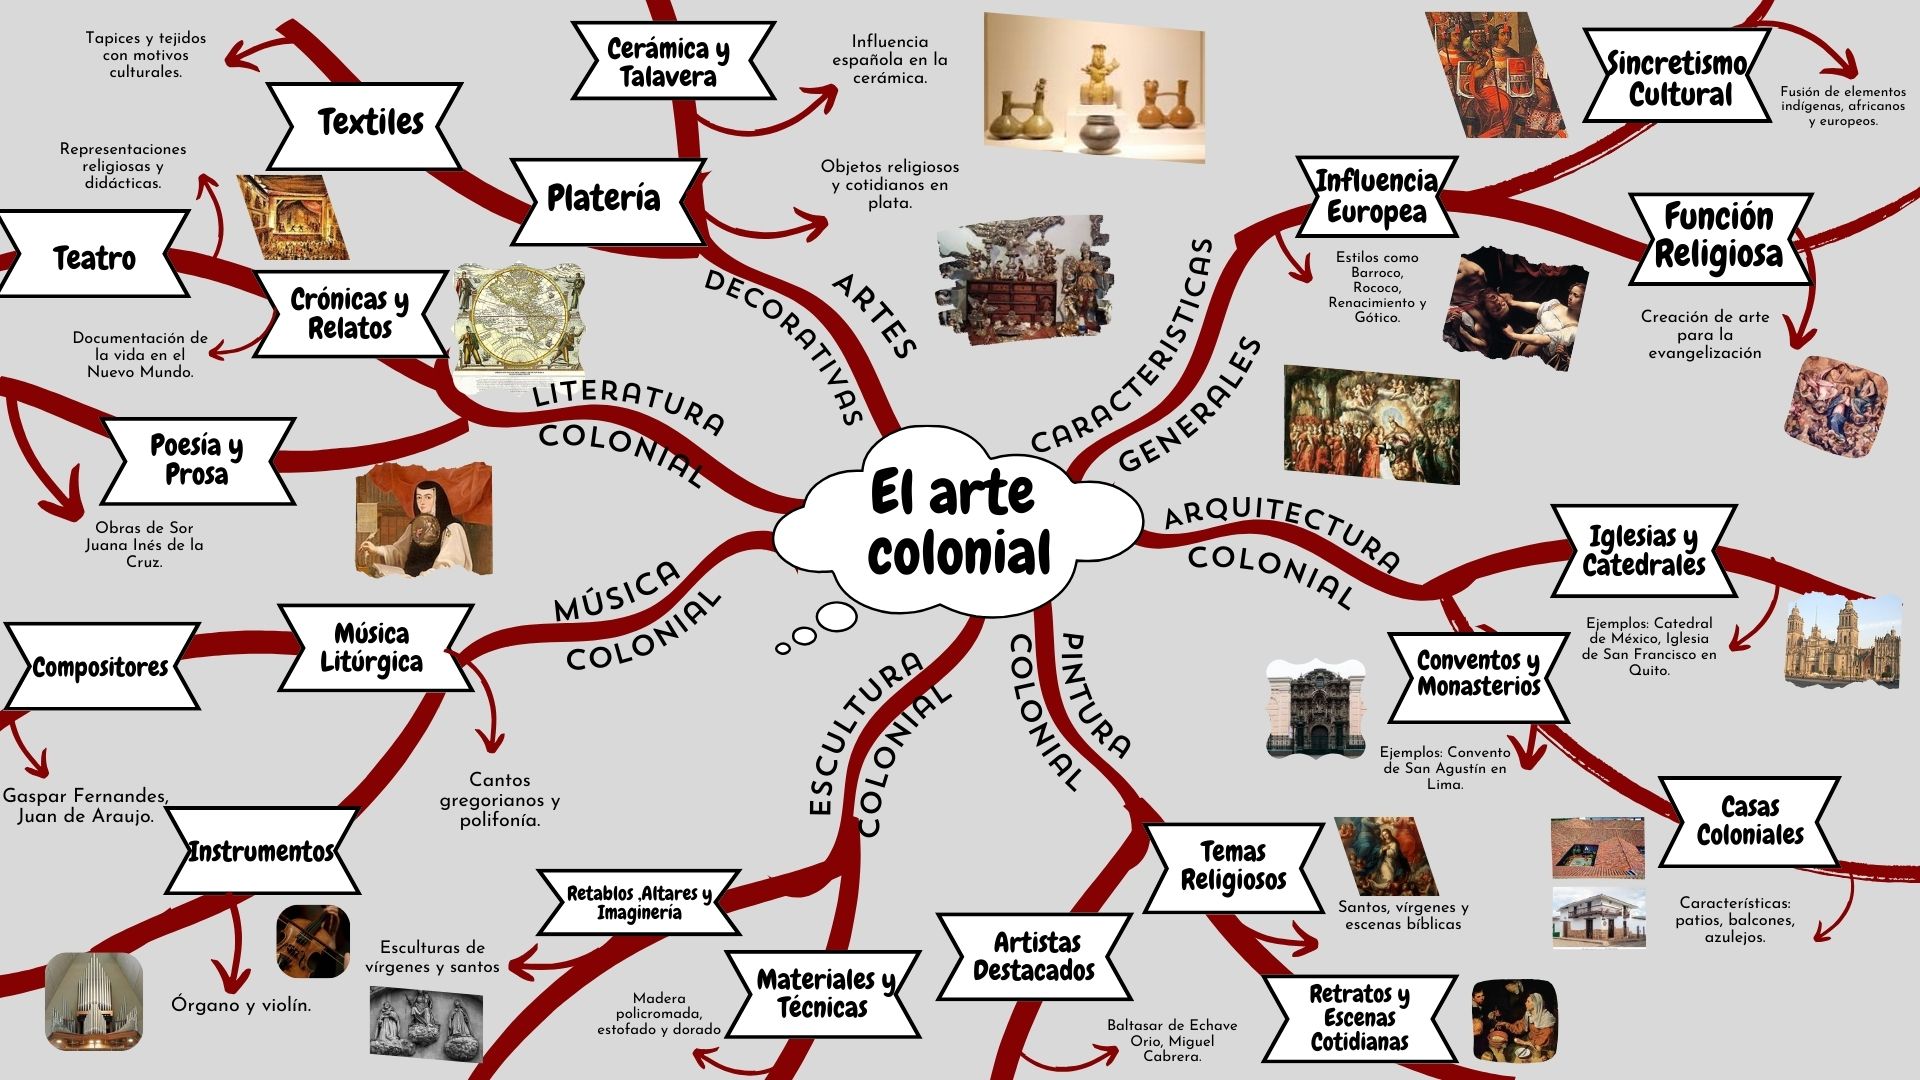 El arte
colonial
ARTES
DECORATIVAS
Cerámica y
Talavera
Influencia
española en la
cerámica.
Platería
Objetos religiosos
y cotidianos en
plata.
Textiles
Tapices y tejidos
con motivos
culturales.
LITERATURA
COLONIAL
Teatro
Representaciones
religiosas y
didácticas.
Crónicas y
Relatos
Documentación de
la vida en el
Nuevo Mundo.
Poesía y
Prosa
Obras de Sor
Juana Inés de la
Cruz.
MÚSICA
COLONIAL
Música
Litúrgica
Cantos
gregorianos y
polifonía.
Compositores
Gaspar Fernandes,
Juan de Araujo.
Instrumentos
Órgano y violín.
ESCULTURA
COLONIAL
Retablos ,Altares y
Imaginería
Esculturas de
vírgenes y santos
Materiales y
Técnicas
Madera
policromada,
estofado y dorado
PINTURA
COLONIAL
Temas
Religiosos
Santos, vírgenes y
escenas bíblicas
Artistas
Destacados
Baltasar de Echave
Orio, Miguel
Cabrera.
Retratos y
Escenas
Cotidianas
ARQUITECTURA
COLONIAL
Iglesias y
Catedrales
Ejemplos: Catedral
de México, Iglesia
de San Francisco en
Quito.
Conventos y
Monasterios
Ejemplos: Convento
de San Agustín en
Lima.
Casas
Coloniales
Características:
patios, balcones,
azulejos.
CARACTERISTICAS
GENERALES
Influencia
Europea
Estilos como
Barroco,
Rococo,
Renacimiento y
Gótico.
Sincretismo
Cultural
Fusión de elementos
indígenas, africanos
y europeos.
Función
Religiosa
Creación de arte
para la
evangelización